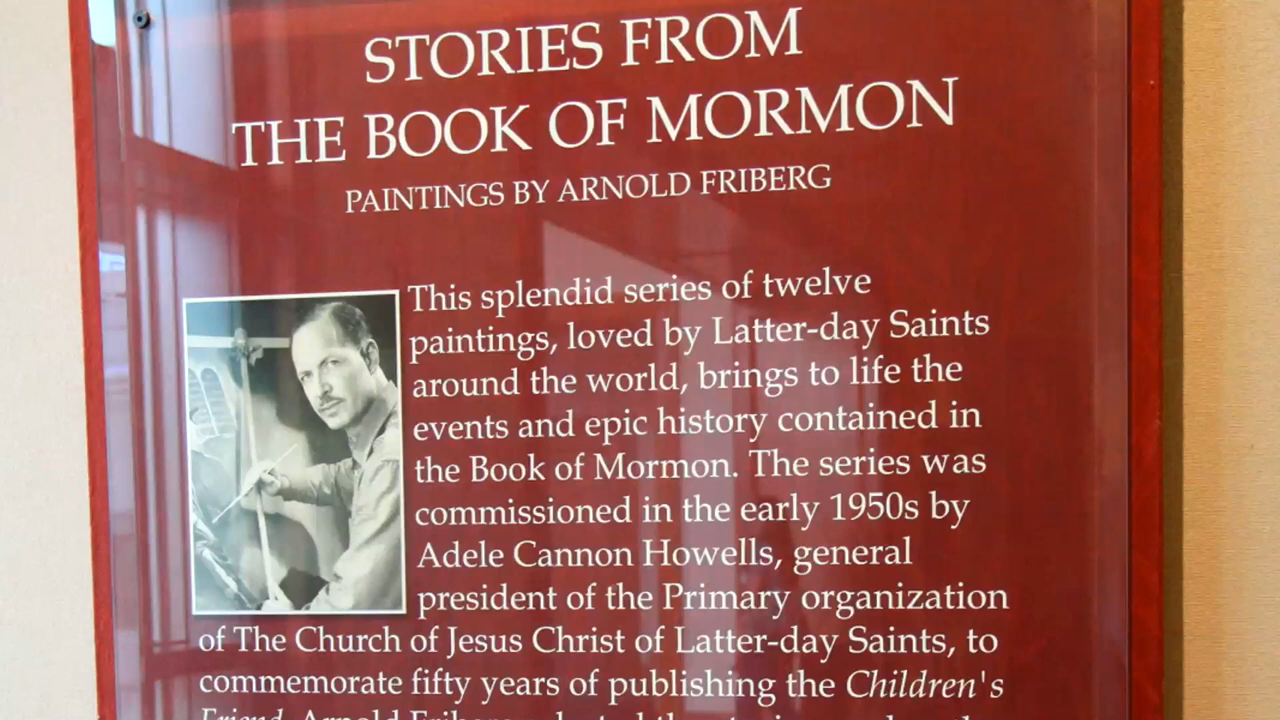 STORIES FROM
THE BOOK OF MORMON
PAINTINGS BY ARNOLD FRIBERG
This splendid series of twelve
paintings, loved by Latter-day Saints
around the world, brings to life the
events and epic history contained in
the Book of Mormon. The series was
commissioned in the early 1950s by
Adele Cannon Howells, general
president of the Primary organization
of The Church of Jesus Christ of Latter-day Saints, to
commemorate fifty years of publishing the Children's
Friend. Arnold Friberg